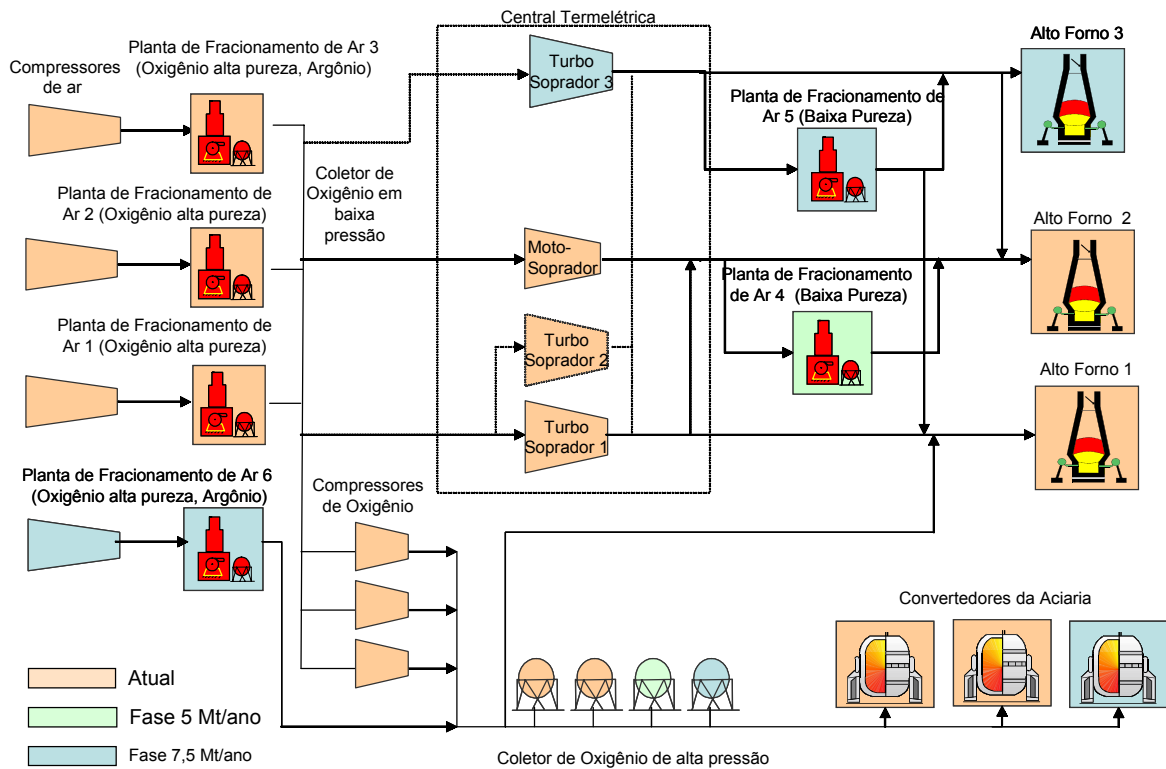 Central Termelétrica
Planta de Fracionamento de Ar 3
(Oxigênio alta pureza, Argônio)
Compressores
de ar
Turbo
Soprador 3
Alto Forno 3
Planta de Fracionamento de
Ar 5 (Baixa Pureza)
Coletor de
Oxigênio em
baixa
pressão
Planta de Fracionamento de
Ar 2 (Oxigênio alta pureza)
Moto-
Soprador
Alto Forno 2
Planta de Fracionamento
de Ar 4 (Baixa Pureza)
Planta de Fracionamento de
Ar 1 (Oxigênio alta pureza)
Turbo
Soprador 2
Alto Forno 1
Turbo
Soprador 1
Planta de Fracionamento de Ar 6
(Oxigênio alta pureza, Argônio)
Compressores
de Oxigênio
Convertedores da Aciaria
Atual
Fase 5 Mt/ano
Fase 7,5 Mt/ano
Coletor de Oxigênio de alta pressão